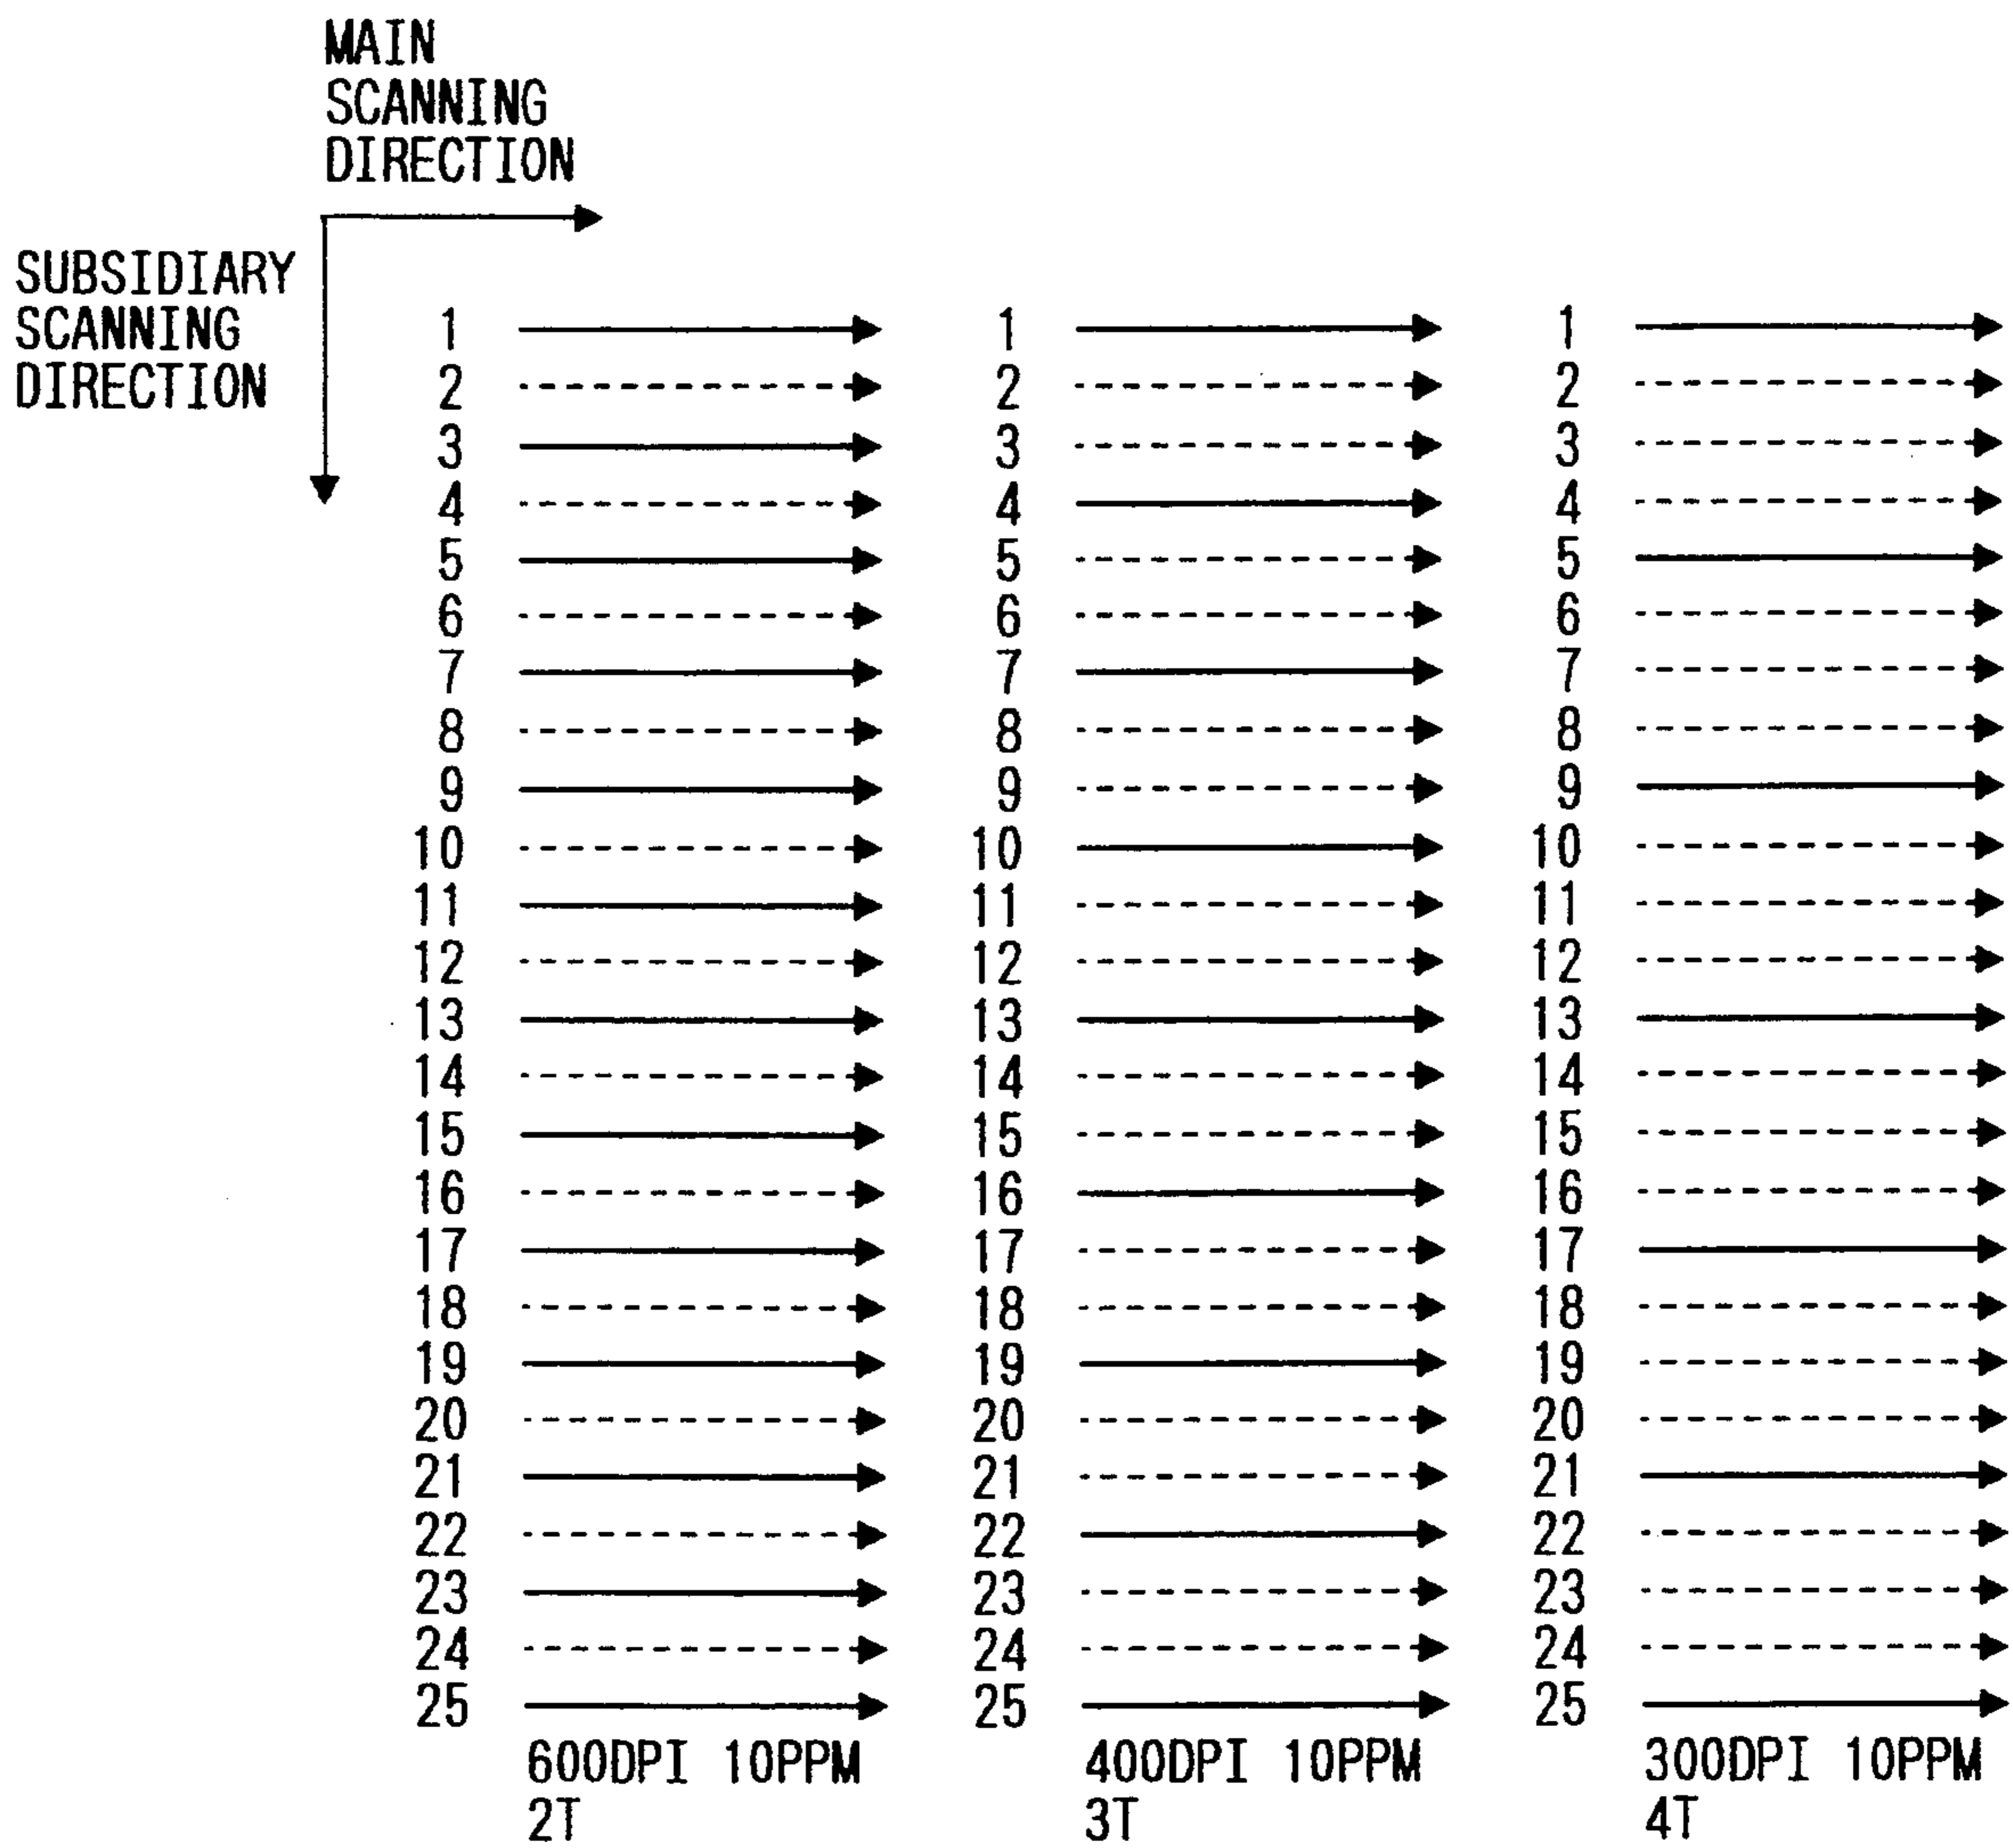 MAIN
SCANNING
DIRECTION
SUBSIDIARY
SCANNING
DIRECTION
1 1 1
2 2 2
3 3 3
4 4 4
5 5 5
6 6 6
7 7 7
8 8 8
9 9 9
10 10 10
11 11 11
12 12 12
13 13 13
14 14 14
15 15 15
16 16 16
17 17 17
18 18 18
19 19 19
20 20 20
21 21 21
22 22 22
23 23 23
24 24 24
25 25 25
600DPI 10PPM 400DPI 10PPM 300DPI 10PPM
2T 3T 4T